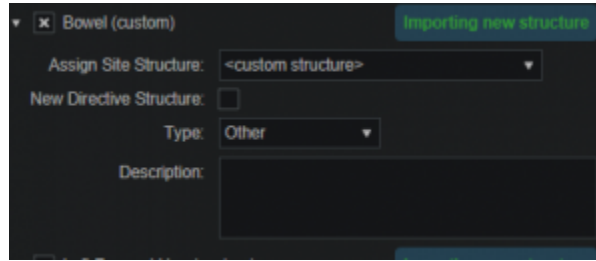 Bowel (custom)
Importing new structure
Assign Site Structure: <custom structure>
New Directive Structure:
Type: Other
Description: